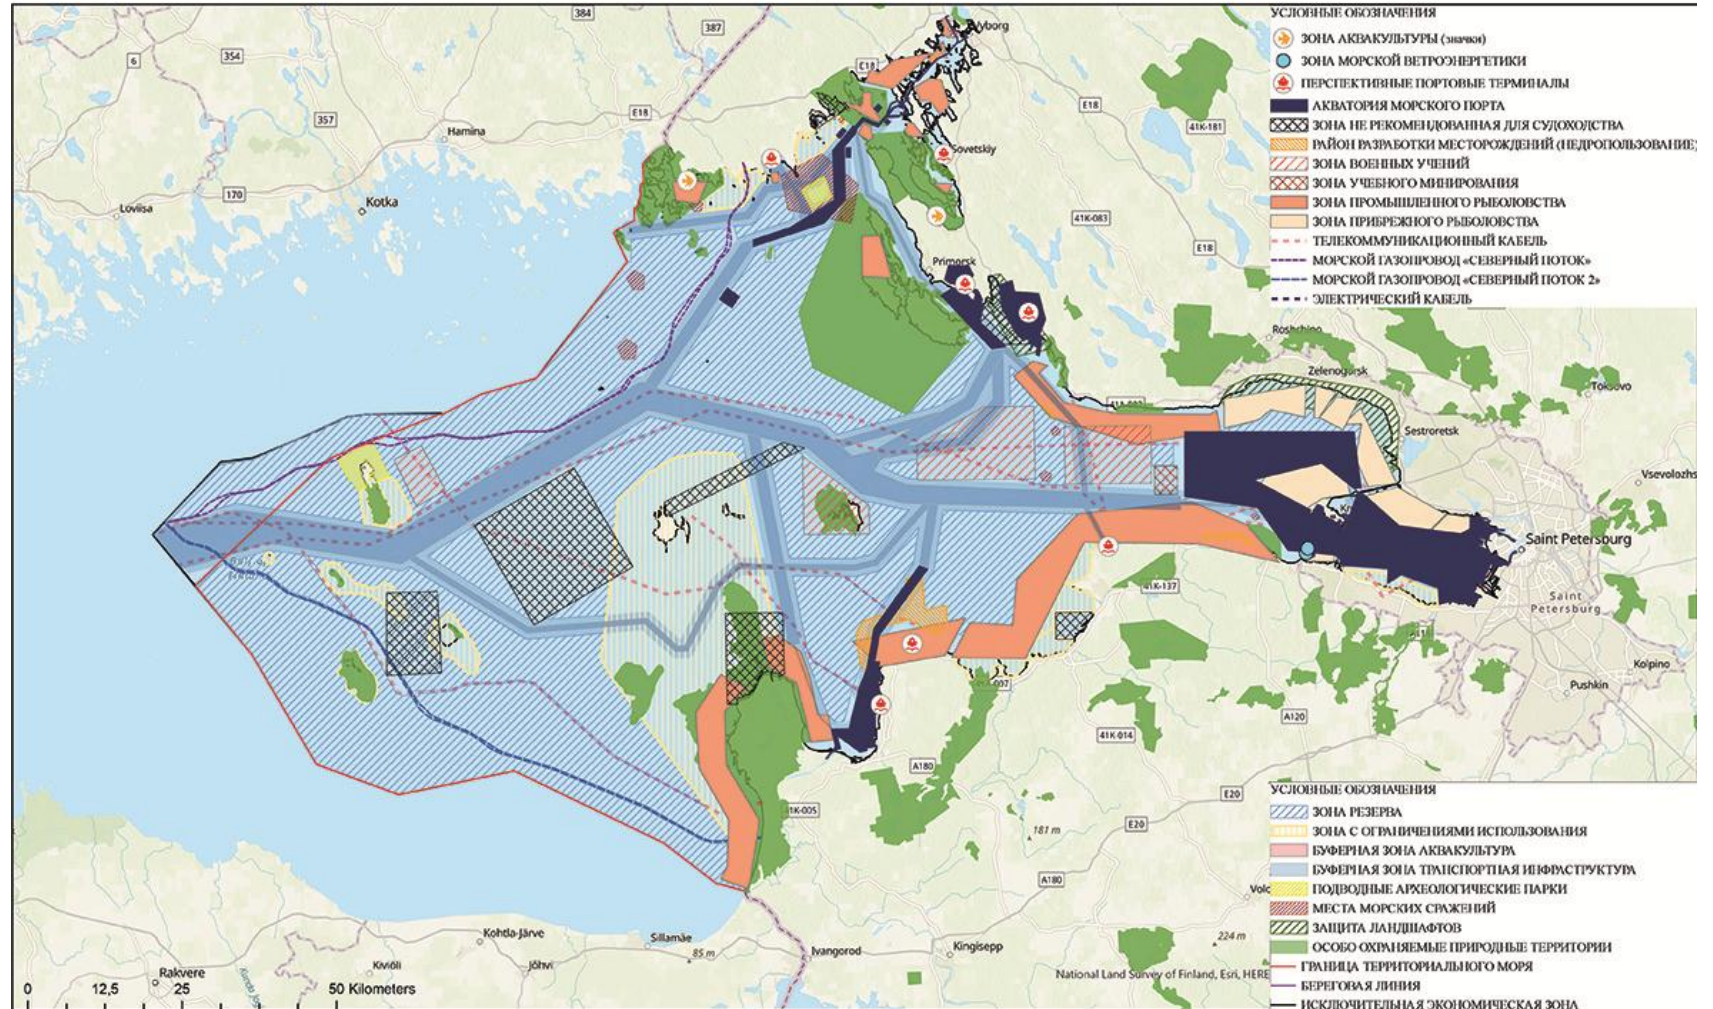 384
387
6
354
357
E18
E18
E18
41K-181
Vyborg
Hamina
170
Kotka
Loviisa
Sovetskiy
41K-083
E18
Primorsk
Roshchino
Zelenogorsk
Toksovo
Sestroretsk
Vsevolozhs
Saint Petersburg
Saint
Petersburg
41K-137
Kolpino
Pushkin
A120
41K-014
A180
E20
E20
181 m
A180
224 m
Kohtla-Järve
Sillamäe
85 m
Ivangorod
Kingisepp
Rakvere
Kiviõli
Jõhvi
National Land Survey of Finland, Esri, HERE
0 12,5 25 50 Kilometers
УСЛОВНЫЕ ОБОЗНАЧЕНИЯ
ЗОНА АКВАКУЛЬТУРЫ (значки)
ЗОНА МОРСКОЙ ВЕТРОЭНЕРГЕТИКИ
ПЕРСПЕКТИВНЫЕ ПОРТОВЫЕ ТЕРМИНАЛЫ
АКВАТОРИЯ МОРСКОГО ПОРТА
ЗОНА НЕ РЕКОМЕНДОВАННАЯ ДЛЯ СУДОХОДСТВА
РАЙОН РАЗРАБОТКИ МЕСТОРОЖДЕНИЙ (НЕДРОПОЛЬЗОВАНИЕ)
ЗОНА ВОЕННЫХ УЧЕНИЙ
ЗОНА УЧЕБНОГО МИНИРОВАНИЯ
ЗОНА ПРОМЫШЛЕННОГО РЫБОЛОВСТВА
ЗОНА ПРИБРЕЖНОГО РЫБОЛОВСТВА
ТЕЛЕКОММУНИКАЦИОННЫЙ КАБЕЛЬ
МОРСКОЙ ГАЗОПРОВОД «СЕВЕРНЫЙ ПОТОК»
МОРСКОЙ ГАЗОПРОВОД «СЕВЕРНЫЙ ПОТОК 2»
ЭЛЕКТРИЧЕСКИЙ КАБЕЛЬ
УСЛОВНЫЕ ОБОЗНАЧЕНИЯ
ЗОНА РЕЗЕРВА
ЗОНА С ОГРАНИЧЕНИЯМИ ИСПОЛЬЗОВАНИЯ
БУФЕРНАЯ ЗОНА АКВАКУЛЬТУРА
БУФЕРНАЯ ЗОНА ТРАНСПОРТНАЯ ИНФРАСТРУКТУРА
ПОДВОДНЫЕ АРХЕОЛОГИЧЕСКИЕ ПАРКИ
МЕСТА МОРСКИХ СРАЖЕНИЙ
ЗАЩИТА ЛАНДШАФТОВ
ОСОБО ОХРАНЯЕМЫЕ ПРИРОДНЫЕ ТЕРРИТОРИИ
ГРАНИЦА ТЕРРИТОРИАЛЬНОГО МОРЯ
БЕРЕГОВАЯ ЛИНИЯ
ИСКЛЮЧИТЕЛЬНАЯ ЭКОНОМИЧЕСКАЯ ЗОНА